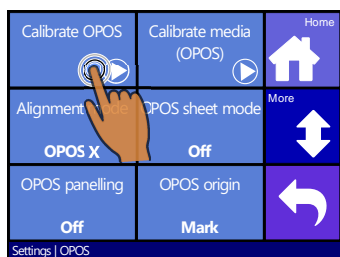 Calibrate OPOS
Calibrate media
(OPOS)
Home
Alignment
OPOS sheet mode
More
OPOS X
Off
OPOS panelling
OPOS origin
Off
Mark
Settings | OPOS